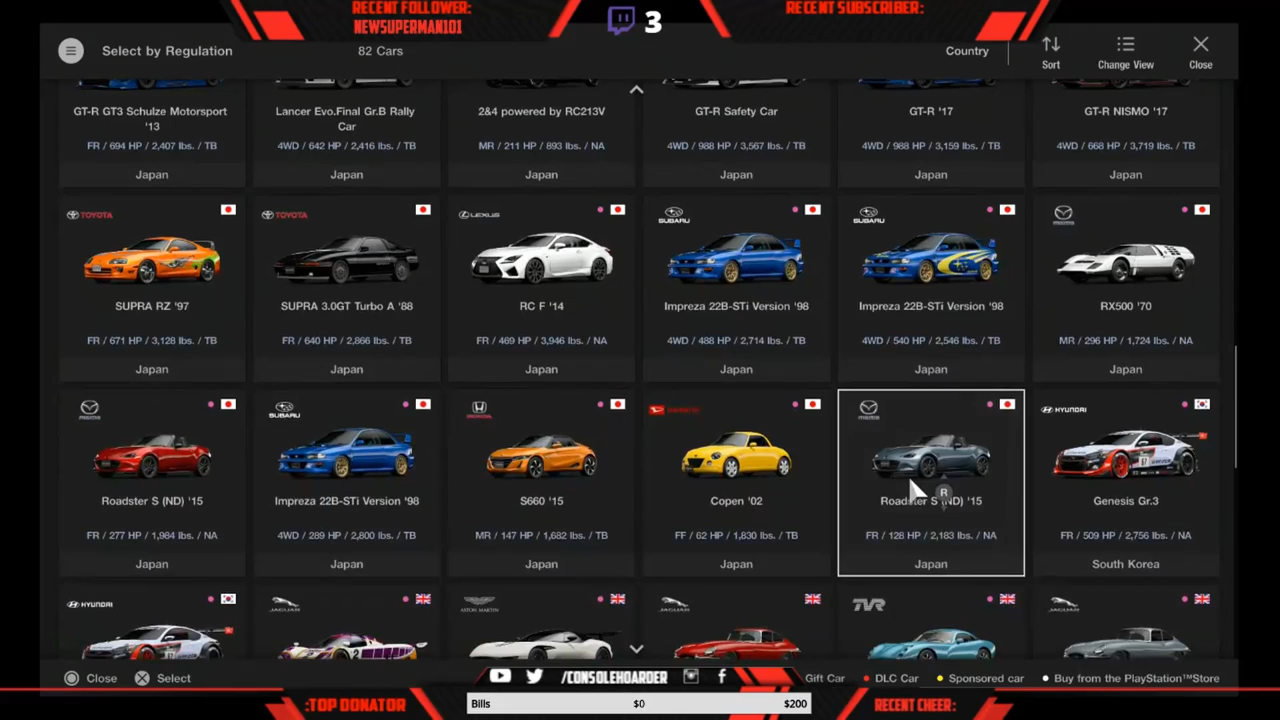 RECENT FOLLOWER:
NEWSUPERMAN101
3
RECENT SUBSCRIBER:
Select by Regulation
82 Cars
Country
Sort
Change View
Close
GT-R GT3 Schulze Motorsport '13
FR / 694 HP / 2,407 lbs. / TB
Japan
Lancer Evo.Final Gr.B Rally Car
4WD / 642 HP / 2,416 lbs. / TB
Japan
2&4 powered by RC213V
MR / 211 HP / 893 lbs. / NA
Japan
GT-R Safety Car
4WD / 988 HP / 3,567 lbs. / TB
Japan
GT-R '17
4WD / 988 HP / 3,159 lbs. / TB
Japan
GT-R NISMO '17
4WD / 668 HP / 3,719 lbs. / TB
Japan
TOYOTA
SUPRA RZ '97
FR / 671 HP / 3,128 lbs. / TB
Japan
TOYOTA
SUPRA 3.0GT Turbo A '88
FR / 640 HP / 2,866 lbs. / TB
Japan
LEXUS
RC F '14
FR / 469 HP / 3,946 lbs. / NA
Japan
SUBARU
Impreza 22B-STi Version '98
4WD / 488 HP / 2,714 lbs. / TB
Japan
SUBARU
Impreza 22B-STi Version '98
4WD / 540 HP / 2,546 lbs. / TB
Japan
RX500 '70
MR / 296 HP / 1,724 lbs. / NA
Japan
Roadster S (ND) '15
FR / 277 HP / 1,984 lbs. / NA
Japan
SUBARU
Impreza 22B-STi Version '98
4WD / 289 HP / 2,800 lbs. / TB
Japan
HONDA
S660 '15
MR / 147 HP / 1,682 lbs. / TB
Japan
Copen '02
FF / 62 HP / 1,830 lbs. / TB
Japan
R
Roadster S (ND) '15
FR / 128 HP / 2,183 lbs. / NA
Japan
HYUNDAI
Genesis Gr.3
FR / 509 HP / 2,756 lbs. / NA
South Korea
HYUNDAI
JAGUAR
ASTON MARTIN
JAGUAR
TVR
JAGUAR
Close
Select
/CONSOLEHOARDER
Gift Car
DLC Car
Sponsored car
Buy from the PlayStation™Store
:TOP DONATOR
Bills
$0
$200
RECENT CHEER: